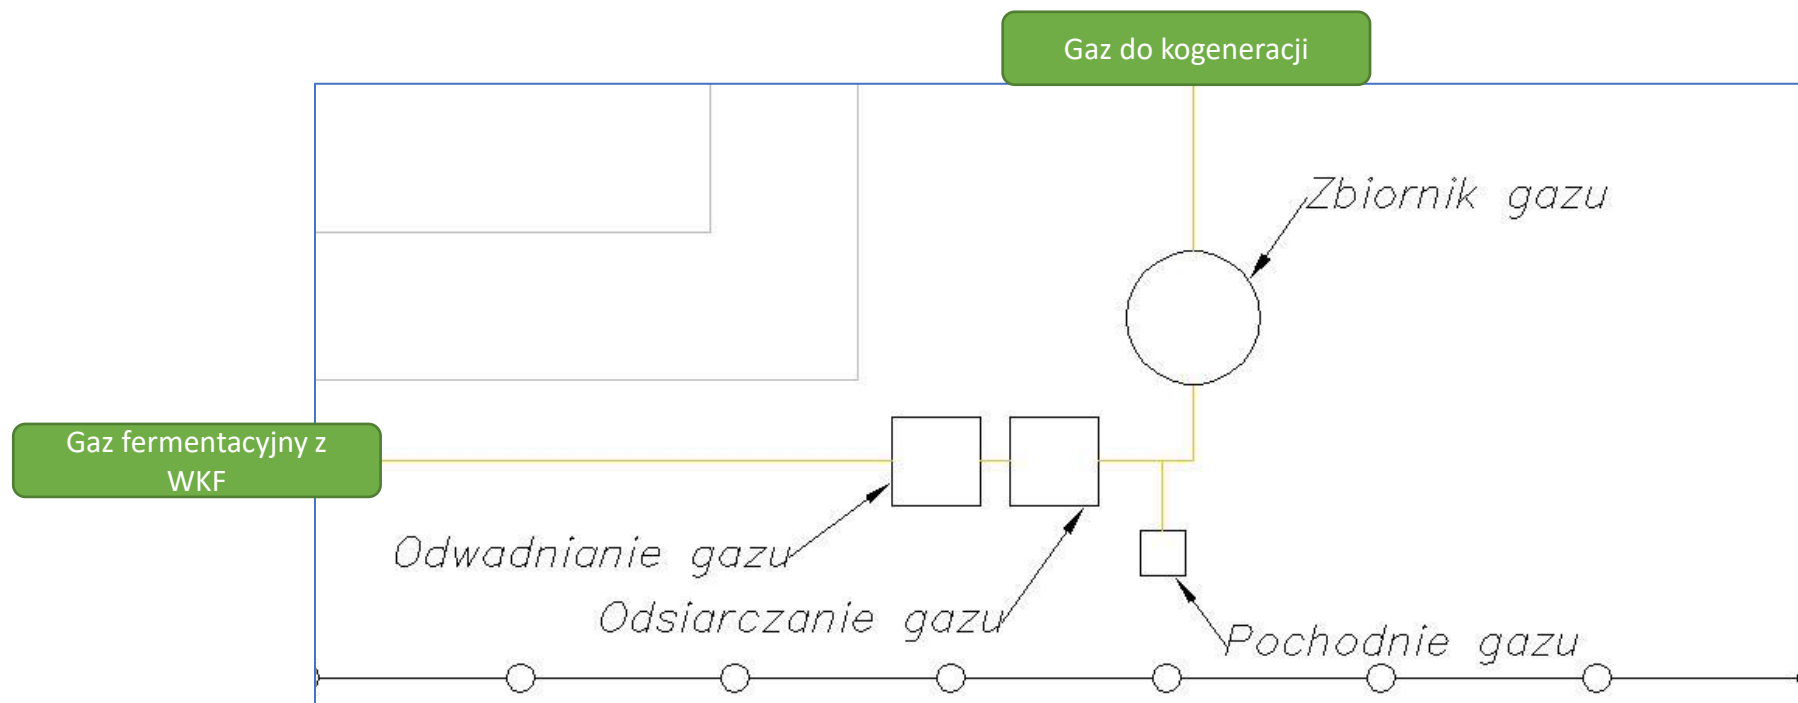 Gaz do kogeneracji
Zbiornik gazu
Gaz fermentacyjny z
WKF
Odwadnianie gazu
Odsiarczanie gazu
Pochodnie gazu